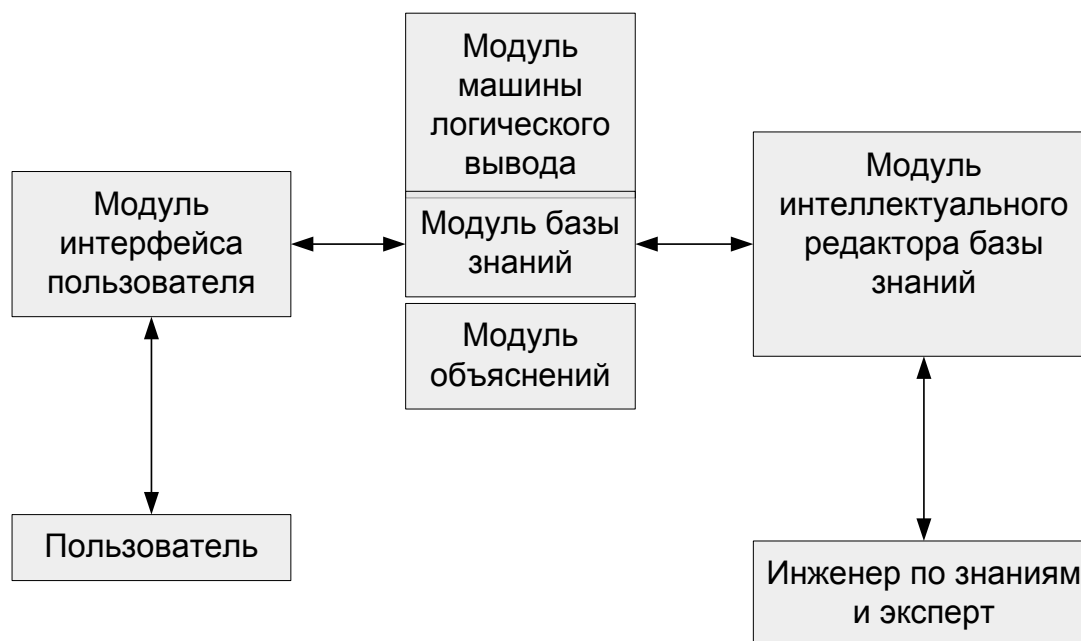 Модуль
машины
логического
вывода
Модуль
интерфейса
пользователя
Модуль базы
знаний
Модуль
интеллектуального
редактора базы
знаний
Модуль
объяснений
Пользователь
Инженер по знаниям
и эксперт